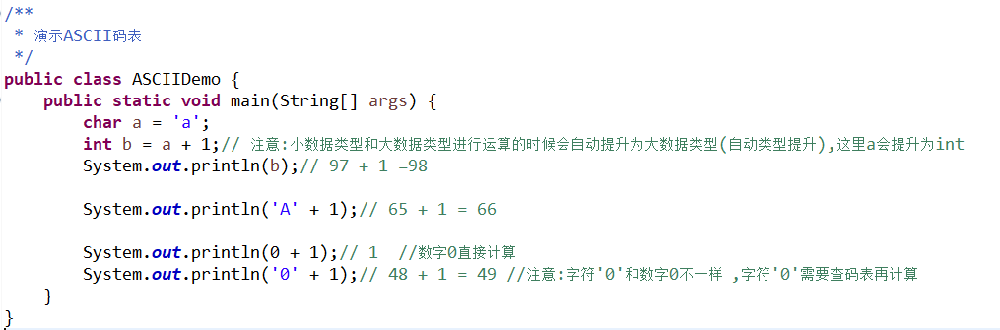 /**
 * 演示ASCII码表
 */
public class ASCIIDemo {
    public static void main(String[] args) {
        char a = 'a';
        int b = a + 1;// 注意:小数据类型和大数据类型进行运算的时候会自动提升为大数据类型(自动类型提升),这里a会提升为int
        System.out.println(b);// 97 + 1 =98
        System.out.println('A' + 1);// 65 + 1 = 66
        System.out.println(0 + 1);// 1  //数字0直接计算
        System.out.println('0' + 1);// 48 + 1 = 49 //注意:字符'0'和数字0不一样 ,字符'0'需要查码表再计算
    }
}